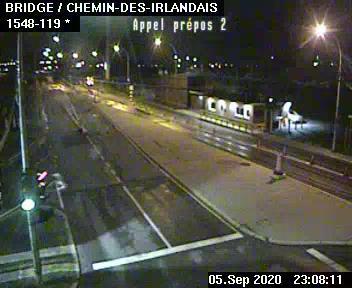 BRIDGE / CHEMIN-DES-IRLANDAIS
1548-119 *
Appel prépos 2
05.Sep 2020 23:08:11